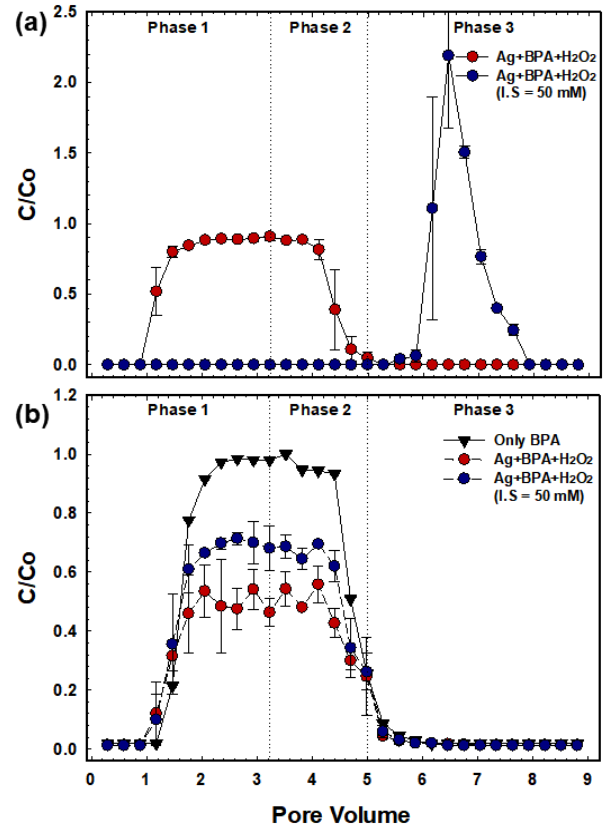 (a)
Phase 1
Phase 2
Phase 3
Ag+BPA+H2O2
Ag+BPA+H2O2
(I.S = 50 mM)
C/Co
2.5
2.0
1.5
1.0
0.5
0.0
(b)
Phase 1
Phase 2
Phase 3
Only BPA
Ag+BPA+H2O2
Ag+BPA+H2O2
(I.S = 50 mM)
C/Co
1.2
1.0
0.8
0.6
0.4
0.2
0.0
0 1 2 3 4 5 6 7 8 9
Pore Volume